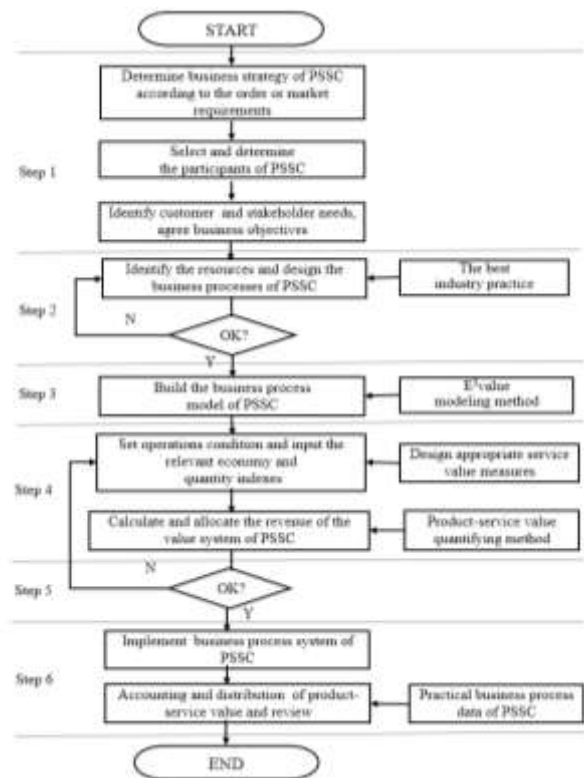 START
Determine business strategy of PSSC
according to the order or market
requirements
Select and determine
the participants of PSSC
Step 1
Identify customer and stakeholder needs,
agree business objectives
Identify the resources and design the
business processes of PSSC
The best
industry practice
Step 2
N
OK?
Y
Step 3
Build the business process
model of PSSC
E³value
modeling method
Set operations condition and input the
relevant economy and
quantity indexes
Design appropriate service
value measures
Step 4
Calculate and allocate the revenue of the
value system of PSSC
Product-service value
quantifying method
N
Step 5
OK?
Y
Implement business process system of
PSSC
Step 6
Accounting and distribution of product-
service value and review
Practical business process
data of PSSC
END